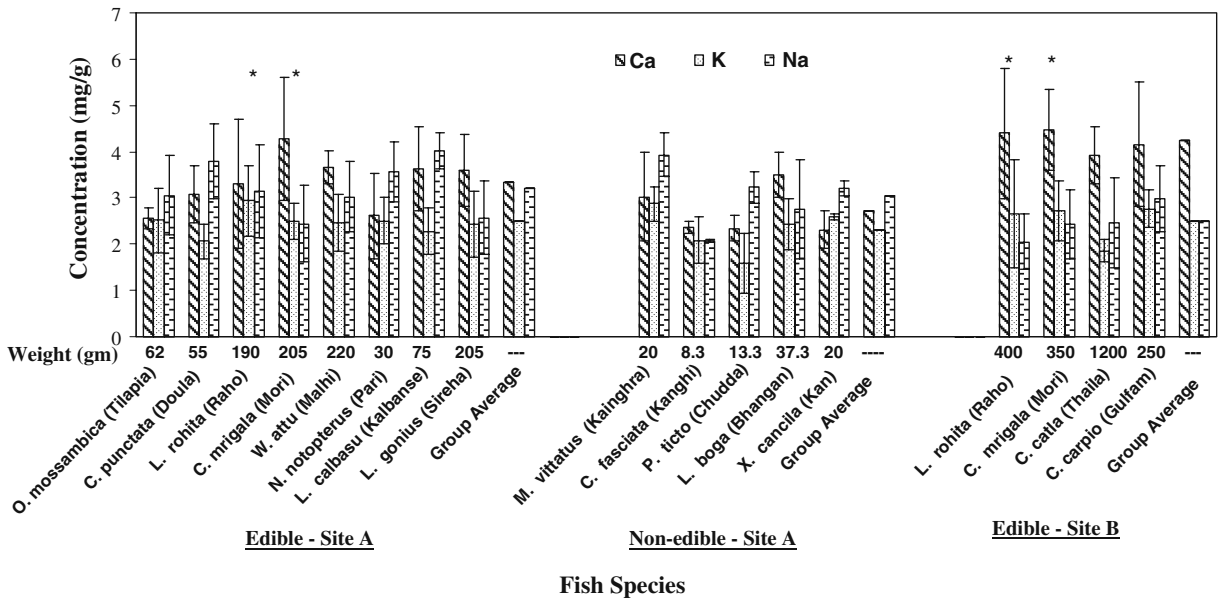 7
6
5
4
3
2
1
0
Concentration (mg/g)
Ca K Na
* * * *
Weight (gm)
62 55 190 205 220 30 75 205 ---
20 8.3 13.3 37.3 20 ----
400 350 1200 250 ---
O. mossambica (Tilapia)
C. punctata (Doula)
L. rohita (Raho)
C. mrigala (Mori)
W. attu (Malhi)
N. notopterus (Pari)
L. calbasu (Kalbanse)
L. gonius (Sireha)
Group Average
M. vittatus (Kainghra)
C. fasciata (Kanghi)
P. ticto (Chudda)
L. boga (Bhangan)
X. cancila (Kan)
Group Average
L. rohita (Raho)
C. mrigala (Mori)
C. catla (Thaila)
C. carpio (Gulfam)
Group Average
Edible - Site A
Non-edible - Site A
Edible - Site B
Fish Species